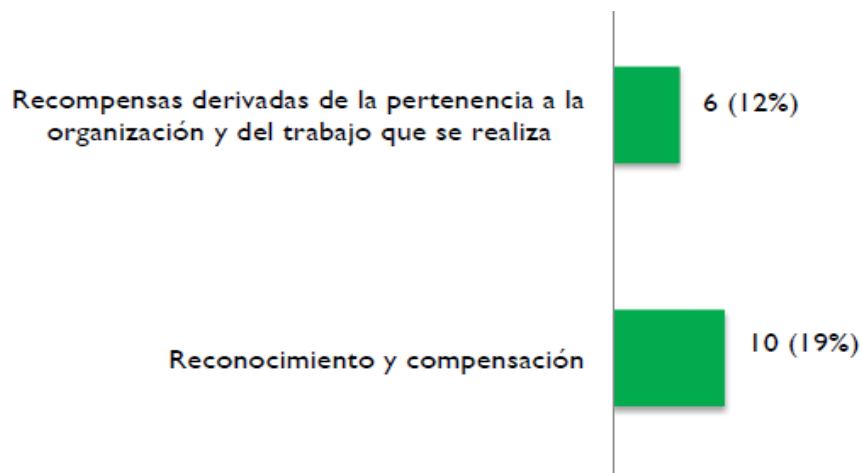 Recompensas derivadas de la pertenencia a la
organización y del trabajo que se realiza
6 (12%)
Reconocimiento y compensación
10 (19%)